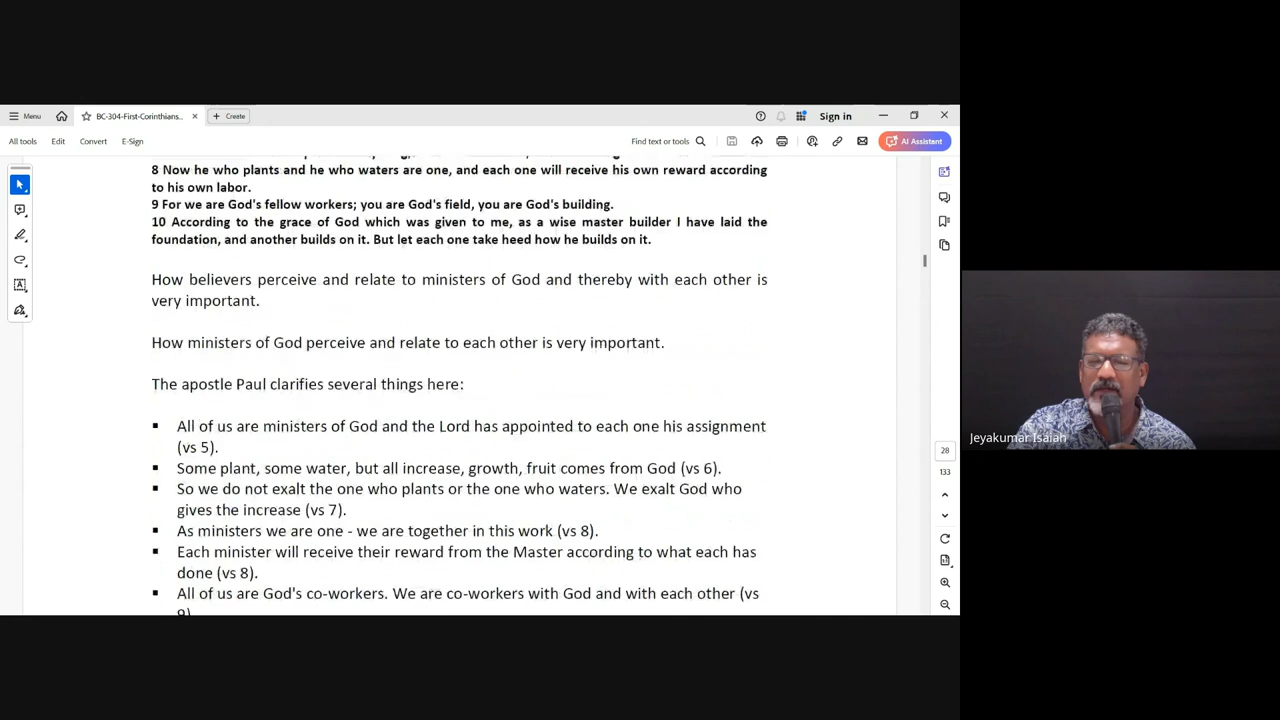 Menu
BC-304-First-Corinthians...
Create
Sign in
All tools
Edit
Convert
E-Sign
Find text or tools
AI Assistant
8 Now he who plants and he who waters are one, and each one will receive his own reward according
to his own labor.
9 For we are God's fellow workers; you are God's field, you are God's building.
10 According to the grace of God which was given to me, as a wise master builder I have laid the
foundation, and another builds on it. But let each one take heed how he builds on it.
How believers perceive and relate to ministers of God and thereby with each other is
very important.
How ministers of God perceive and relate to each other is very important.
The apostle Paul clarifies several things here:
▪ All of us are ministers of God and the Lord has appointed to each one his assignment
(vs 5).
▪ Some plant, some water, but all increase, growth, fruit comes from God (vs 6).
▪ So we do not exalt the one who plants or the one who waters. We exalt God who
gives the increase (vs 7).
▪ As ministers we are one - we are together in this work (vs 8).
▪ Each minister will receive their reward from the Master according to what each has
done (vs 8).
▪ All of us are God's co-workers. We are co-workers with God and with each other (vs
9)
28
133
Jeyakumar Isaiah